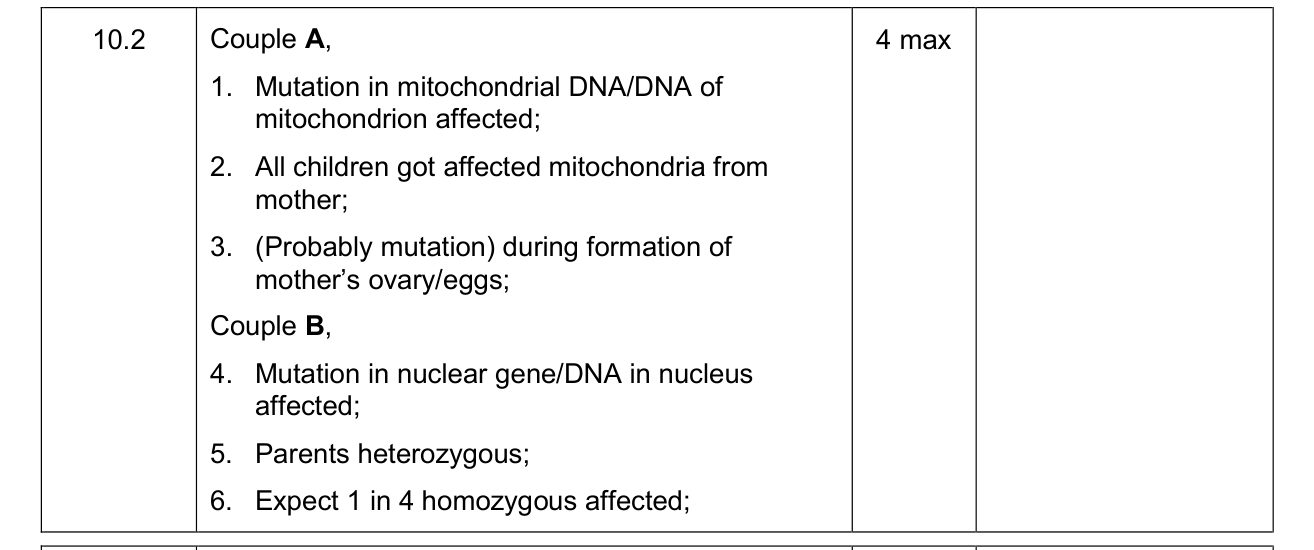 10.2
Couple A,
4 max
1. Mutation in mitochondrial DNA/DNA of
mitochondrion affected;
2. All children got affected mitochondria from
mother;
3. (Probably mutation) during formation of
mother’s ovary/eggs;
Couple B,
4. Mutation in nuclear gene/DNA in nucleus
affected;
5. Parents heterozygous;
6. Expect 1 in 4 homozygous affected;